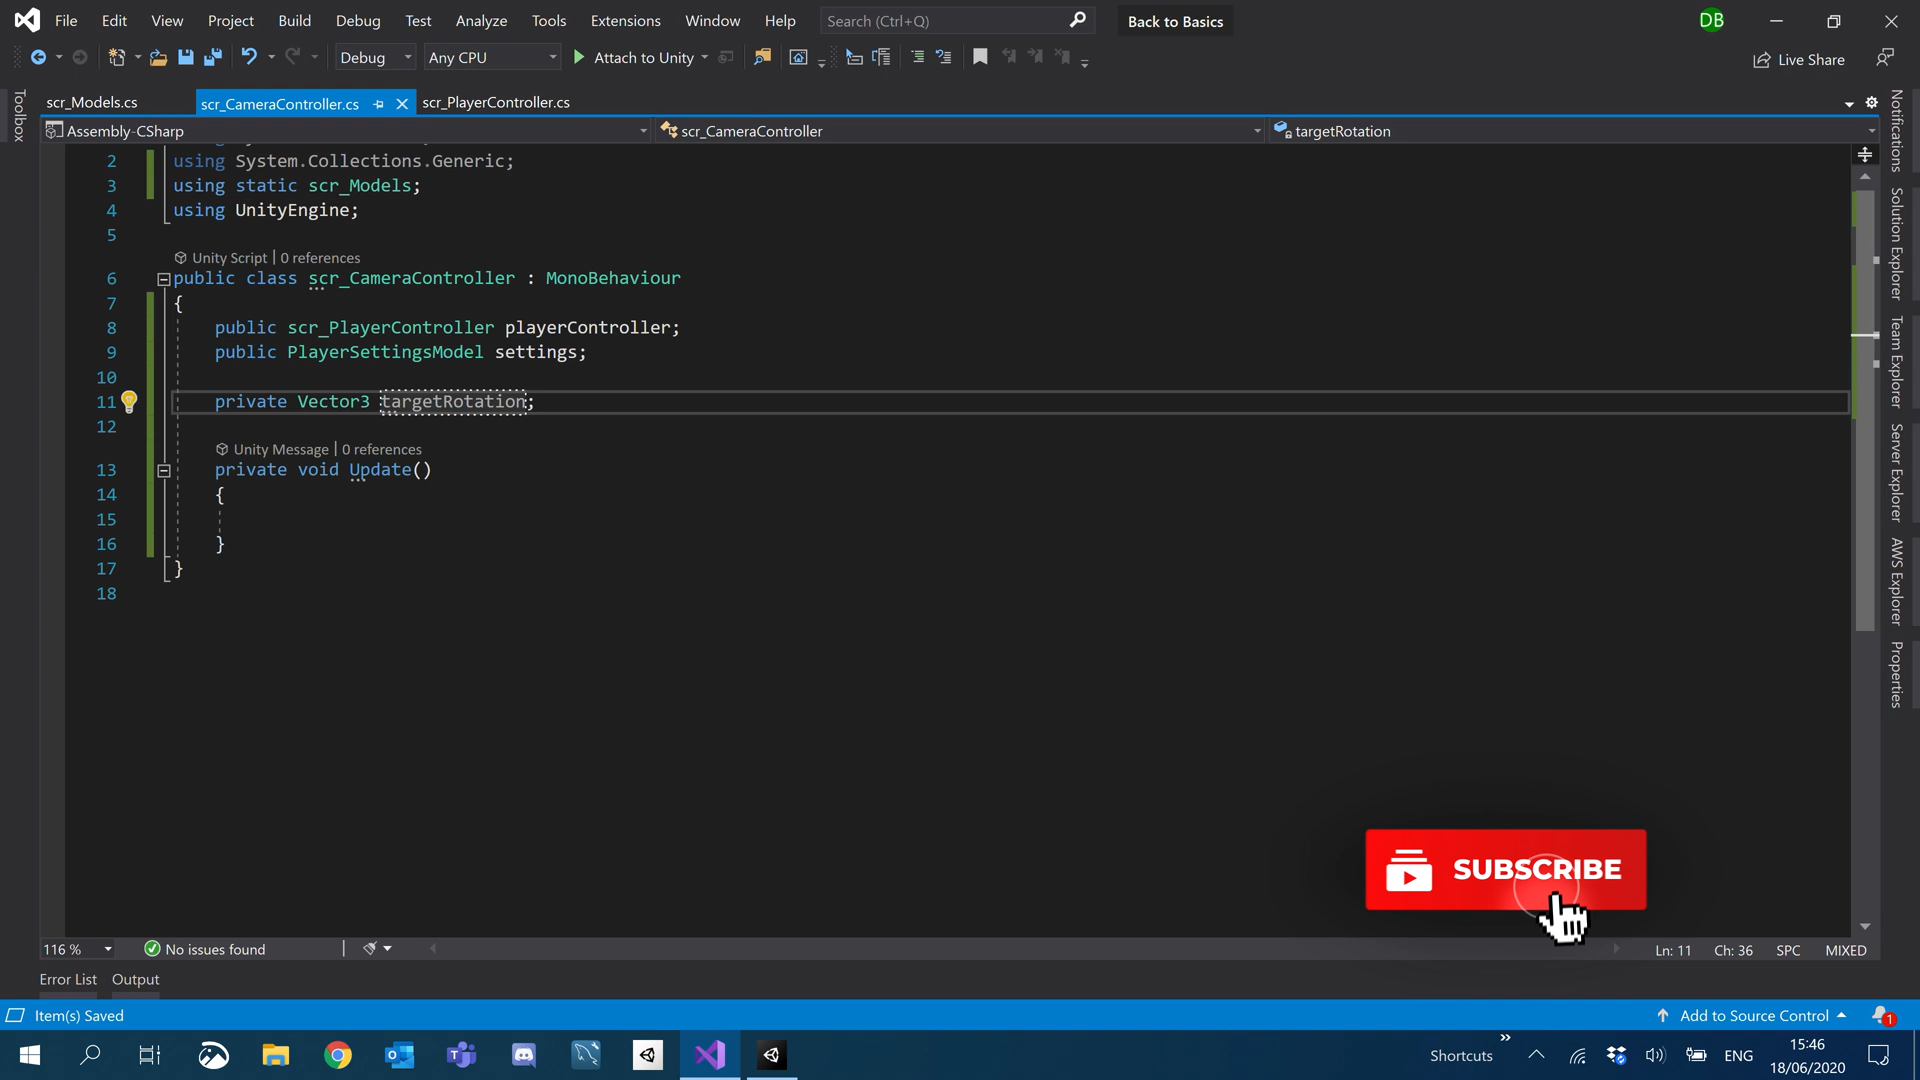 File Edit View Project Build Debug Test Analyze Tools Extensions Window Help Search (Ctrl+Q) Back to Basics DB
Debug Any CPU Attach to Unity Live Share
Toolbox
scr_Models.cs scr_CameraController.cs scr_PlayerController.cs
Assembly-CSharp scr_CameraController targetRotation
2 using System.Collections.Generic;
3 using static scr_Models;
4 using UnityEngine;
5
Unity Script | 0 references
6 public class scr_CameraController : MonoBehaviour
7 {
8 public scr_PlayerController playerController;
9 public PlayerSettingsModel settings;
10
11 private Vector3 targetRotation;
12
Unity Message | 0 references
13 private void Update()
14 {
15
16 }
17 }
18
Notifications
Solution Explorer
Team Explorer
Server Explorer
AWS Explorer
Properties
SUBSCRIBE
116 % No issues found Ln: 11 Ch: 36 SPC MIXED
Error List Output
Item(s) Saved Add to Source Control 1
Shortcuts ENG 15:46
18/06/2020